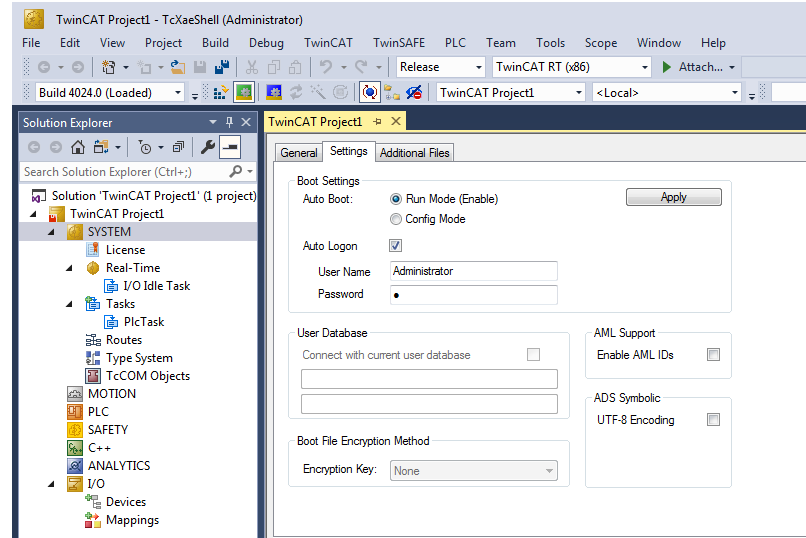 TwinCAT Project1 - TcXaeShell (Administrator)
File Edit View Project Build Debug TwinCAT TwinSAFE PLC Team Tools Scope Window Help
Release TwinCAT RT (x86) Attach...
Build 4024.0 (Loaded) TwinCAT Project1 <Local>
Solution Explorer
TwinCAT Project1
Search Solution Explorer (Ctrl+;)
Solution 'TwinCAT Project1' (1 project)
TwinCAT Project1
SYSTEM
License
Real-Time
I/O Idle Task
Tasks
PlcTask
Routes
Type System
TcCOM Objects
MOTION
PLC
SAFETY
C++
ANALYTICS
I/O
Devices
Mappings
General Settings Additional Files
Boot Settings
Auto Boot: Run Mode (Enable) Apply
Config Mode
Auto Logon
User Name Administrator
Password ●
User Database
Connect with current user database
AML Support
Enable AML IDs
ADS Symbolic
UTF-8 Encoding
Boot File Encryption Method
Encryption Key: None